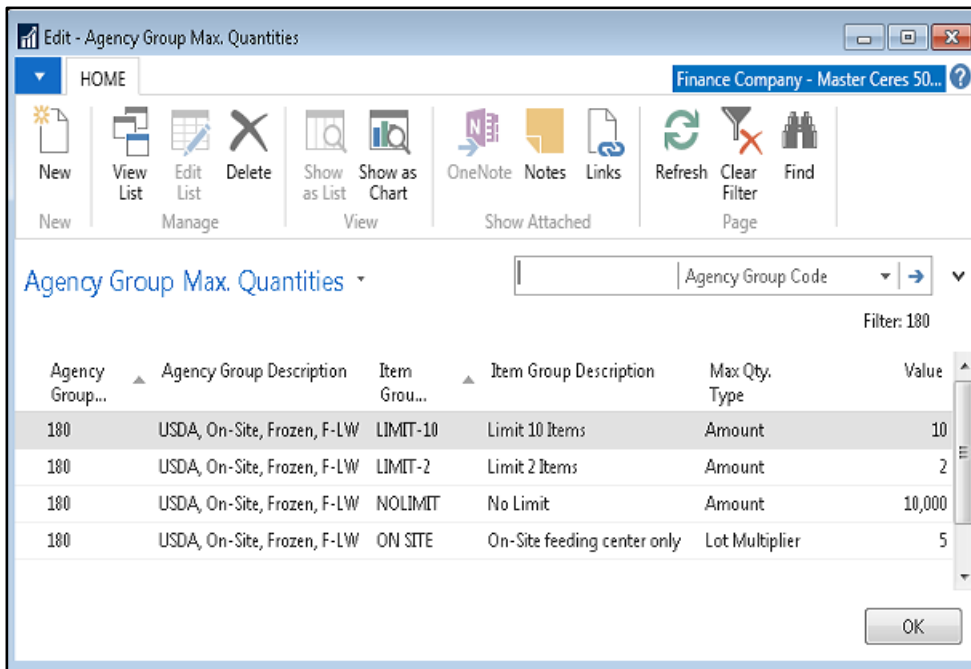 Edit - Agency Group Max. Quantities
HOME
Finance Company - Master Ceres 50...
New
View List
Edit List
Delete
Show as List
Show as Chart
OneNote
Notes
Links
Refresh
Clear Filter
Find
New
Manage
View
Show Attached
Page
Agency Group Max. Quantities
Agency Group Code
Filter: 180
Agency Group... Agency Group Description Item Grou... Item Group Description Max Qty. Type Value
180 USDA, On-Site, Frozen, F-LW LIMIT-10 Limit 10 Items Amount 10
180 USDA, On-Site, Frozen, F-LW LIMIT-2 Limit 2 Items Amount 2
180 USDA, On-Site, Frozen, F-LW NOLIMIT No Limit Amount 10,000
180 USDA, On-Site, Frozen, F-LW ON SITE On-Site feeding center only Lot Multiplier 5
OK